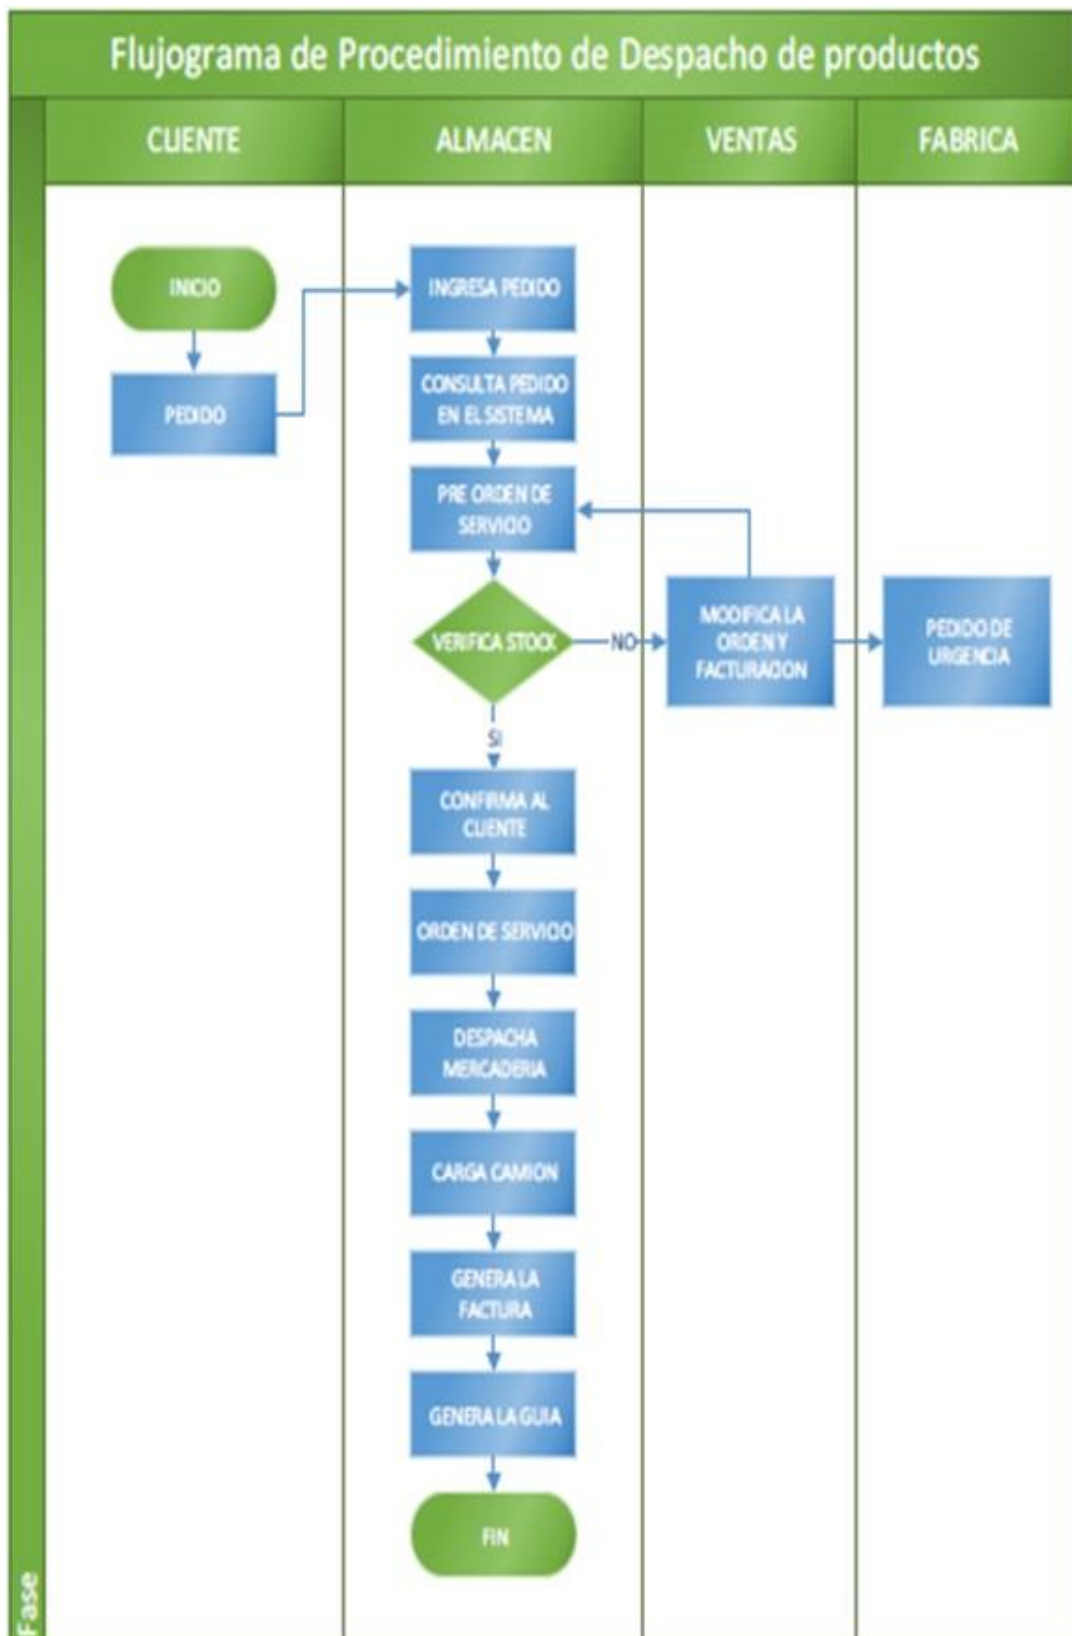 Flujograma de Procedimiento de Despacho de productos
CLIENTE
ALMACEN
VENTAS
FABRICA
INICIO
PEDIDO
INGRESA PEDIDO
CONSULTA PEDIDO
EN EL SISTEMA
PRE ORDEN DE
SERVICIO
VERIFICA STOCK
NO
MODIFICA LA
ORDEN Y
FACTURACION
PEDIDO DE
URGENCIA
SI
CONFIRMA AL
CLIENTE
ORDEN DE SERVICIO
DESPACHA
MERCADERIA
CARGA CAMION
GENERA LA
FACTURA
GENERA LA GUIA
FIN
Fase